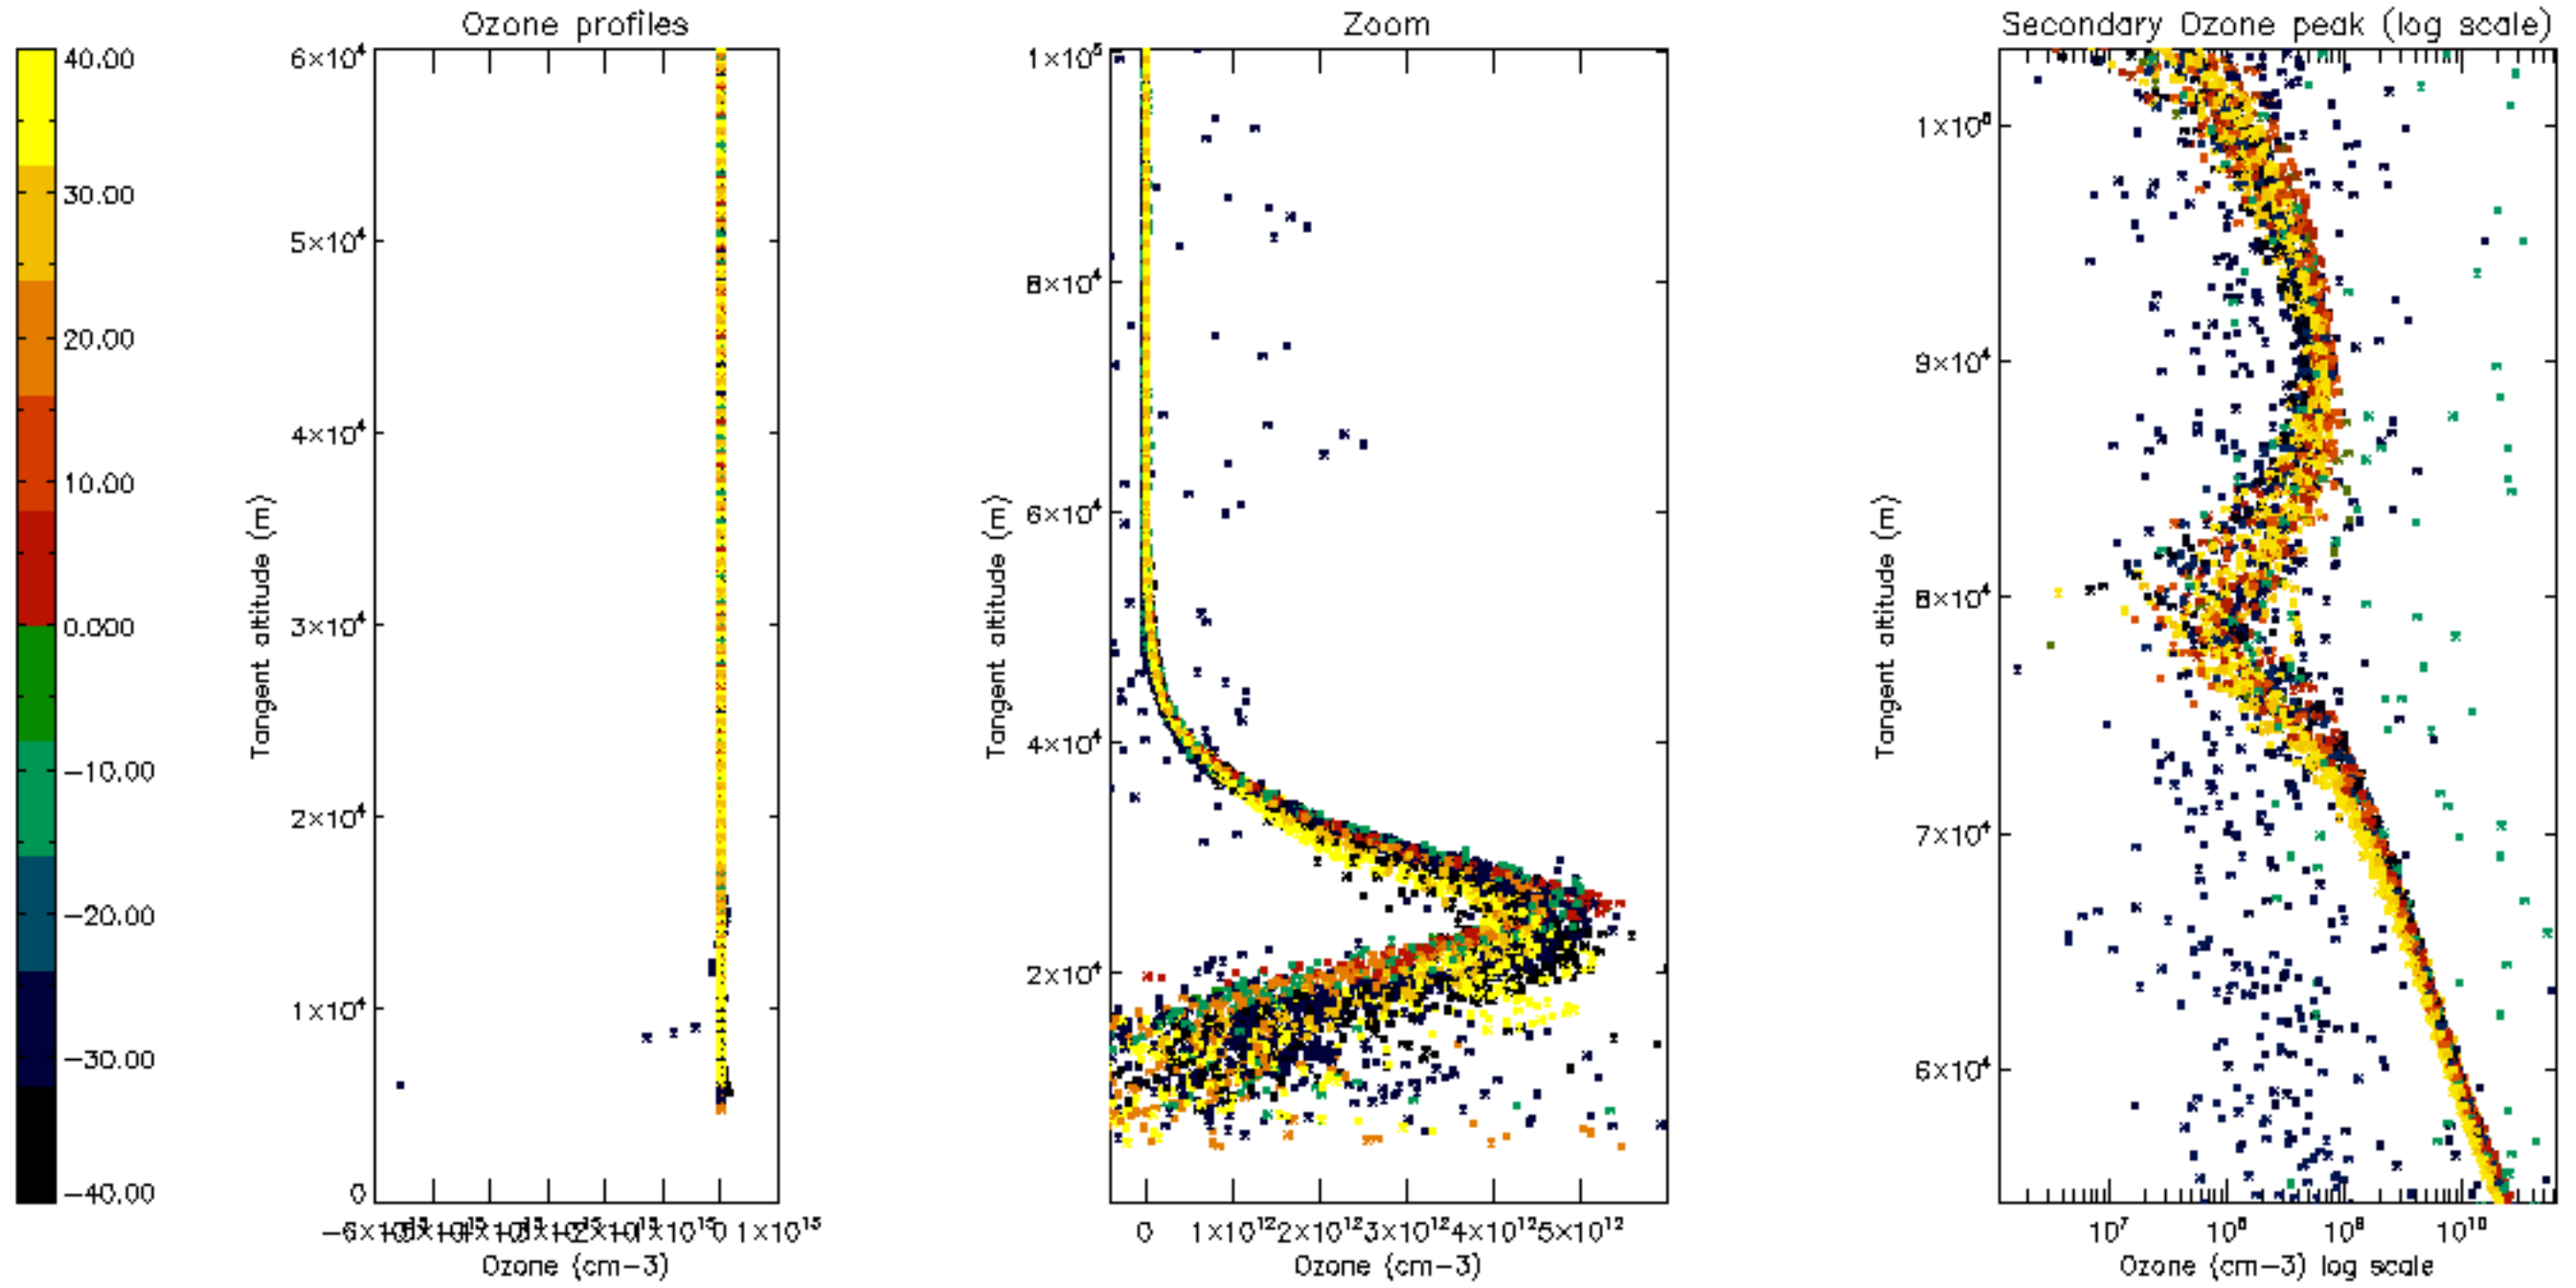 Ozone profiles
Zoom
Secondary Ozone peak (log scale)
40.00
30.00
20.00
10.00
0.000
-10.00
-20.00
-30.00
-40.00
Tangent altitude (m)
6×10⁴
5×10⁴
4×10⁴
3×10⁴
2×10⁴
1×10⁴
0
0 1×10¹⁵
Ozone (cm-3)
Tangent altitude (m)
1×10⁵
8×10⁴
6×10⁴
4×10⁴
2×10⁴
0 1×10¹² 2×10¹² 3×10¹² 4×10¹² 5×10¹²
Ozone (cm-3)
Tangent altitude (m)
1×10⁵
9×10⁴
8×10⁴
7×10⁴
6×10⁴
10⁷ 10⁸ 10⁹ 10¹⁰
Ozone (cm-3) log scale